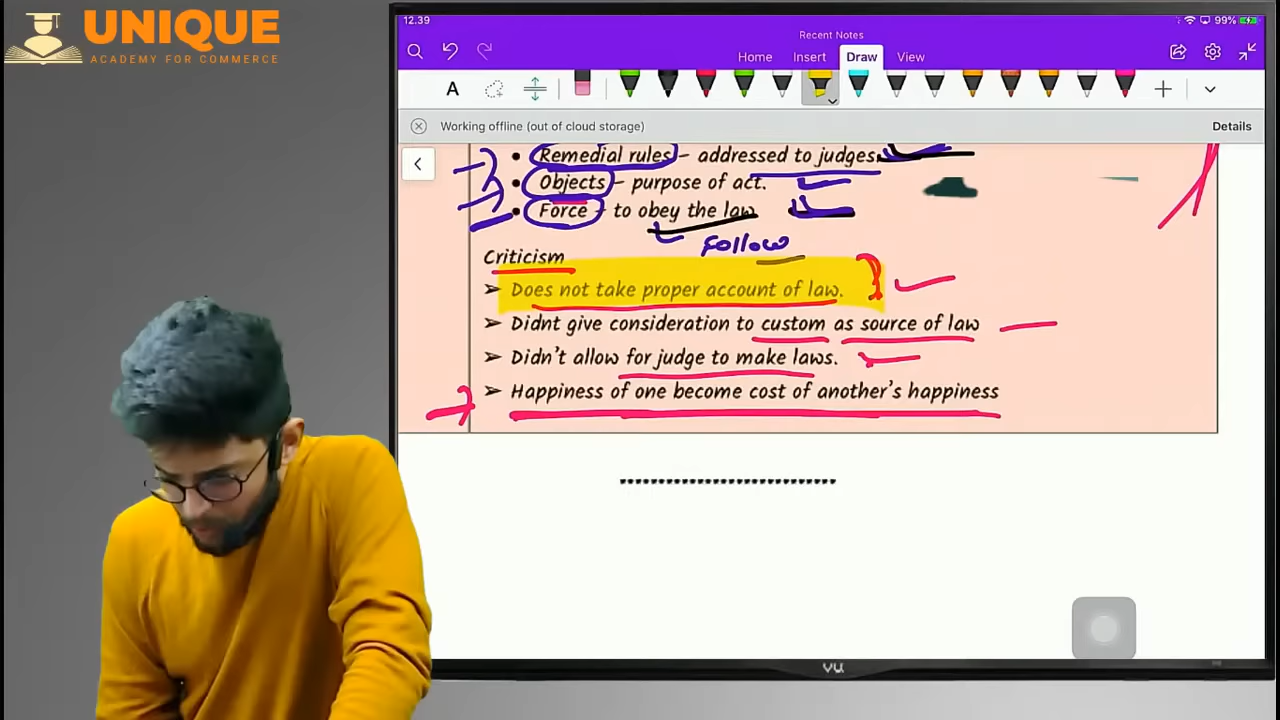 UNIQUE
ACADEMY FOR COMMERCE
12.39
99%
Recent Notes
Home Insert Draw View
A
Working offline (out of cloud storage)
Details
• Remedial rules – addressed to judges.
• Objects – purpose of act.
• Force – to obey the law
Follow
Criticism
➢ Does not take proper account of law.
➢ Didnt give consideration to custom as source of law
➢ Didn't allow for judge to make laws.
➢ Happiness of one become cost of another's happiness
VU